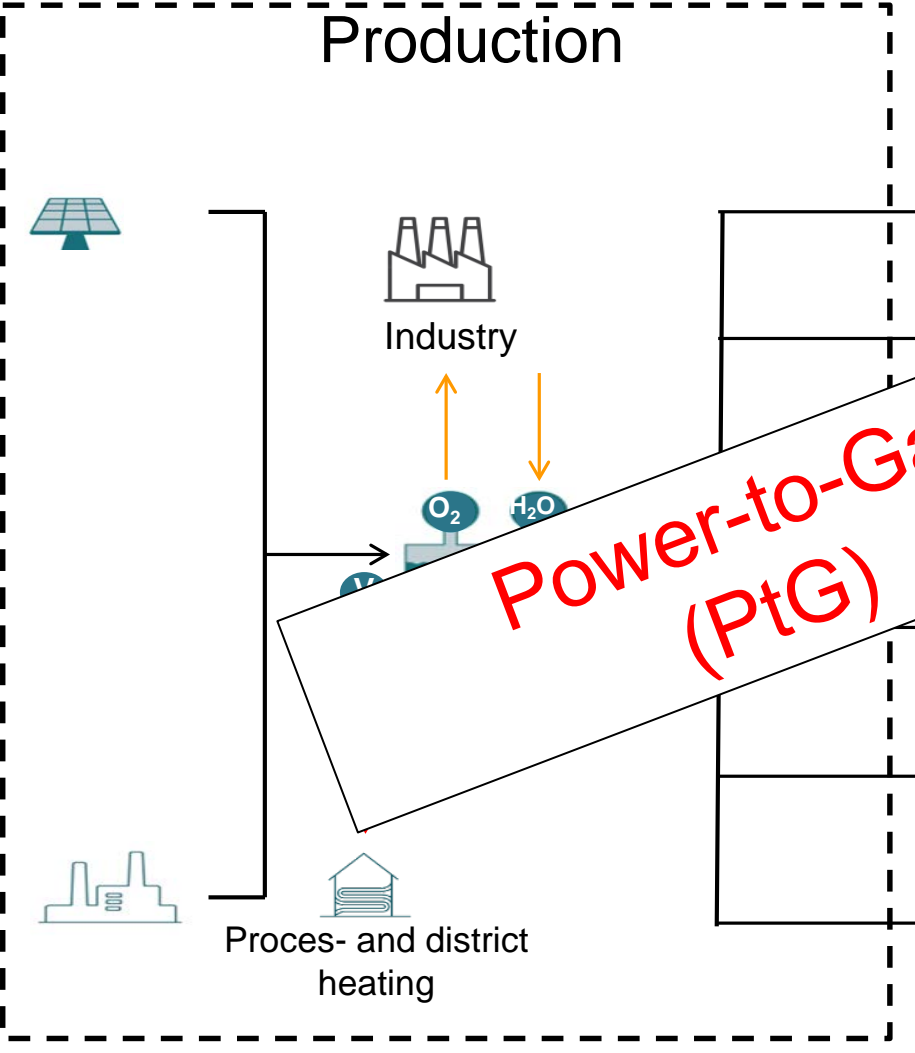 Production
Industry
O₂
H₂O
Power-to-Ga
(PtG)
Proces- and district
heating